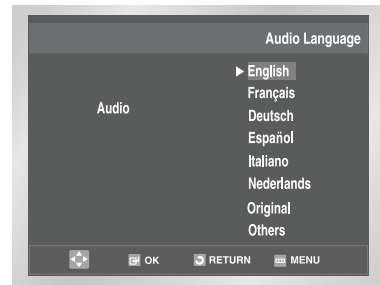 Audio Language
English
Français
Audio
Deutsch
Español
Italiano
Nederlands
Original
Others
OK RETURN MENU